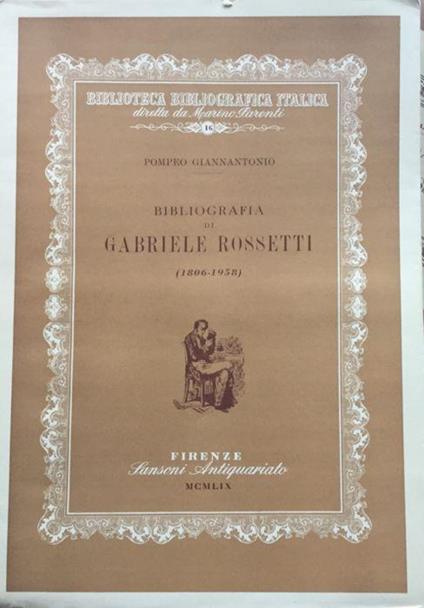 BIBLIOTECA BIBLIOGRAFICA ITALICA
diretta da Marino Parenti
16
POMPEO GIANNANTONIO
BIBLIOGRAFIA
DI
GABRIELE ROSSETTI
(1806-1958)
FIRENZE
Sansoni Antiquariato
MCMLIX